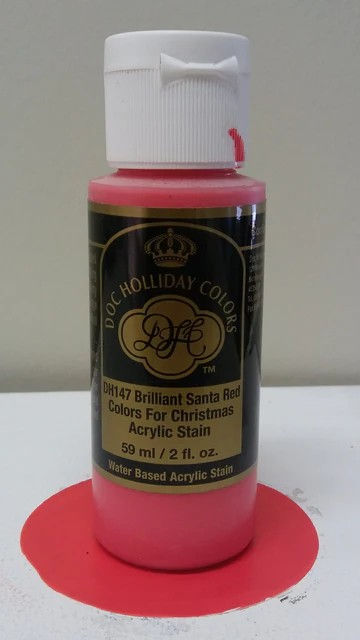 DOC HOLLIDAY COLORS
DHC
TM
DH147 Brilliant Santa Red
Colors For Christmas
Acrylic Stain
59 ml / 2 fl. oz.
Water Based Acrylic Stain